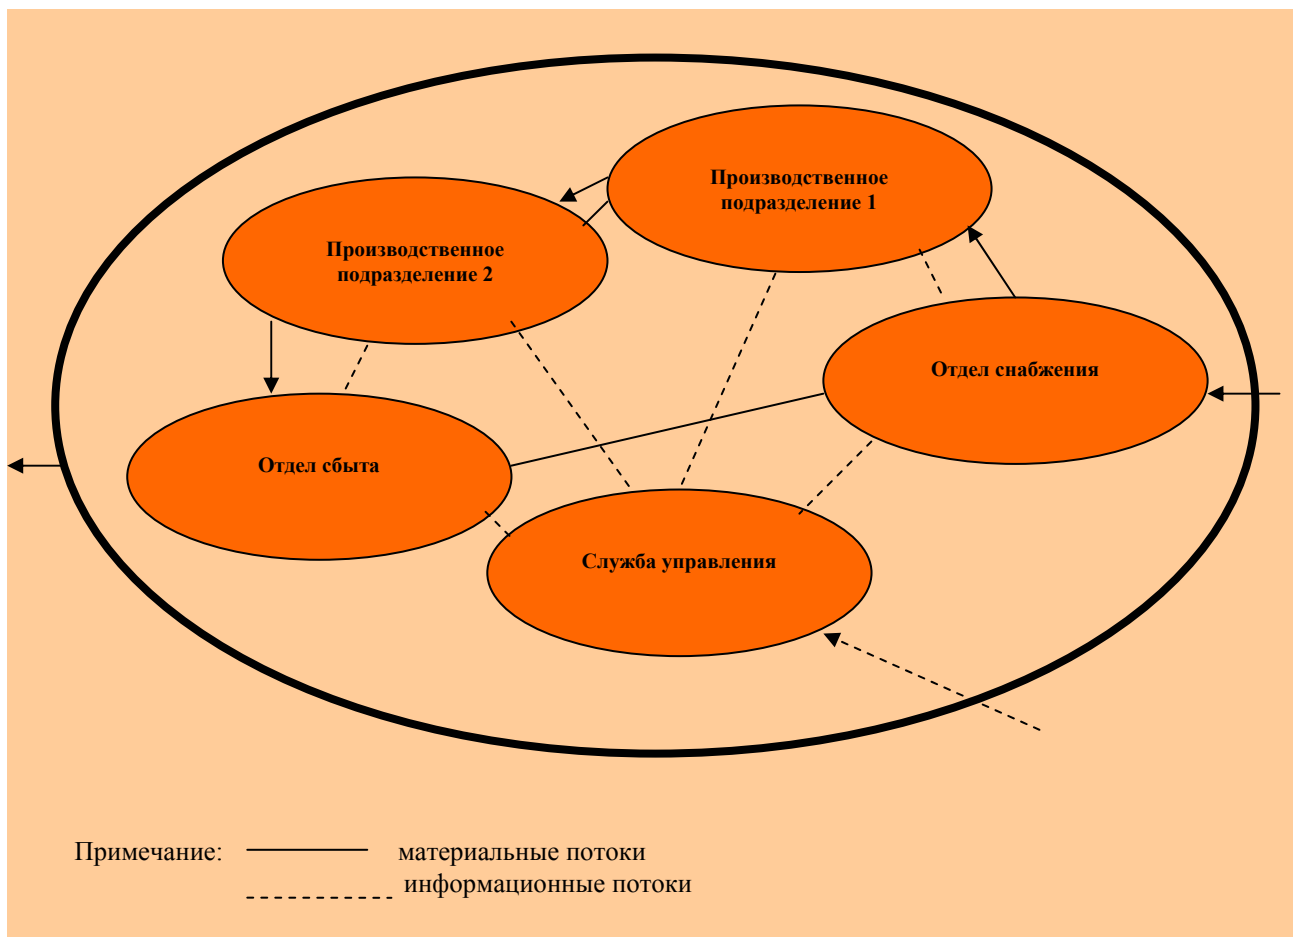 Производственное
подразделение 1
Производственное
подразделение 2
Отдел снабжения
Отдел сбыта
Служба управления
Примечание: материальные потоки
информационные потоки